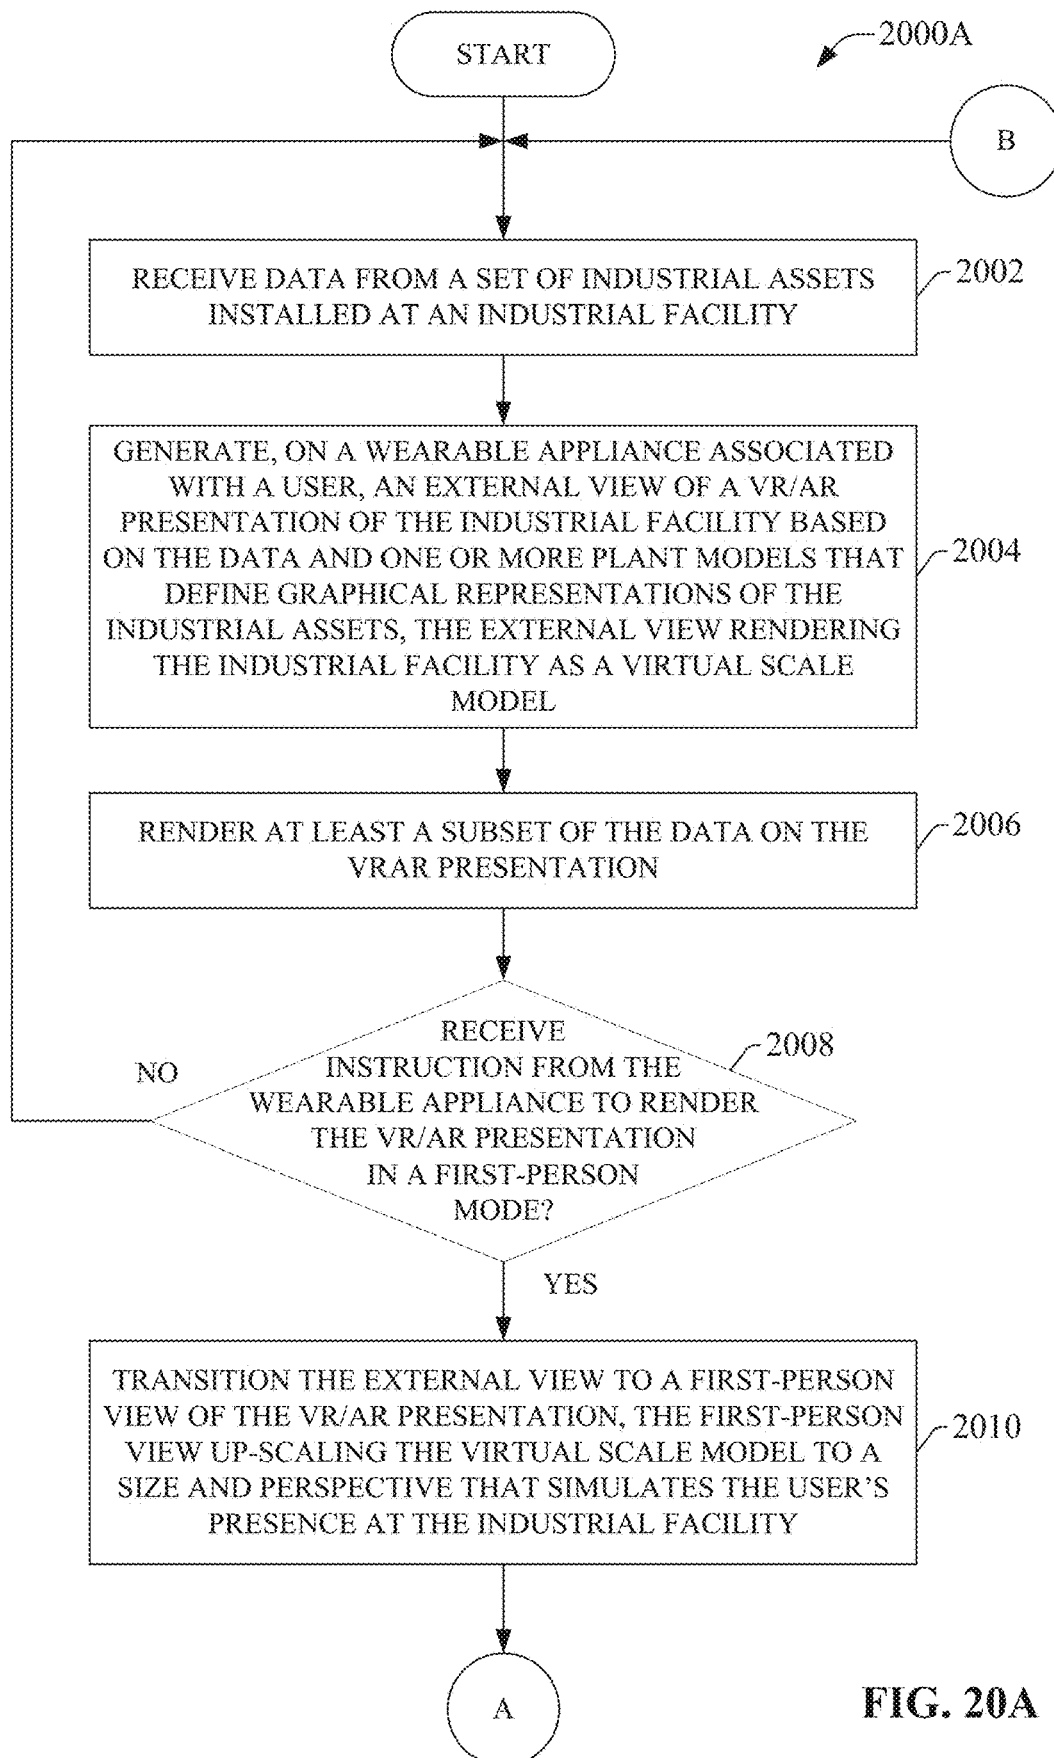 START
2000A
B
RECEIVE DATA FROM A SET OF INDUSTRIAL ASSETS
INSTALLED AT AN INDUSTRIAL FACILITY
2002
GENERATE, ON A WEARABLE APPLIANCE ASSOCIATED
WITH A USER, AN EXTERNAL VIEW OF A VR/AR
PRESENTATION OF THE INDUSTRIAL FACILITY BASED
ON THE DATA AND ONE OR MORE PLANT MODELS THAT
DEFINE GRAPHICAL REPRESENTATIONS OF THE
INDUSTRIAL ASSETS, THE EXTERNAL VIEW RENDERING
THE INDUSTRIAL FACILITY AS A VIRTUAL SCALE
MODEL
2004
RENDER AT LEAST A SUBSET OF THE DATA ON THE
VRAR PRESENTATION
2006
RECEIVE
INSTRUCTION FROM THE
WEARABLE APPLIANCE TO RENDER
THE VR/AR PRESENTATION
IN A FIRST-PERSON
MODE?
2008
NO
YES
TRANSITION THE EXTERNAL VIEW TO A FIRST-PERSON
VIEW OF THE VR/AR PRESENTATION, THE FIRST-PERSON
VIEW UP-SCALING THE VIRTUAL SCALE MODEL TO A
SIZE AND PERSPECTIVE THAT SIMULATES THE USER'S
PRESENCE AT THE INDUSTRIAL FACILITY
2010
A
FIG. 20A